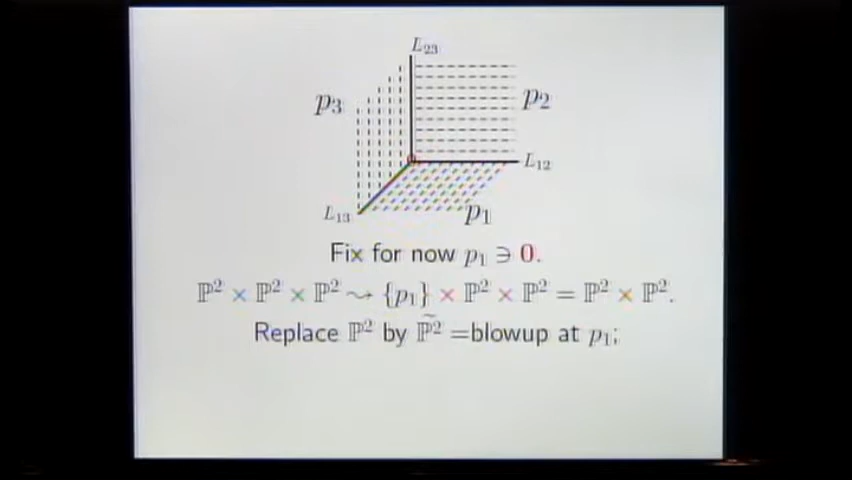 L₂₃
p₃
p₂
L₁₂
L₁₃
p₁
Fix for now p₁ ∋ 0.
ℙ² × ℙ² × ℙ² ⤳ {p₁} × ℙ² × ℙ² = ℙ² × ℙ².
Replace ℙ² by ℙ̃² =blowup at p₁;